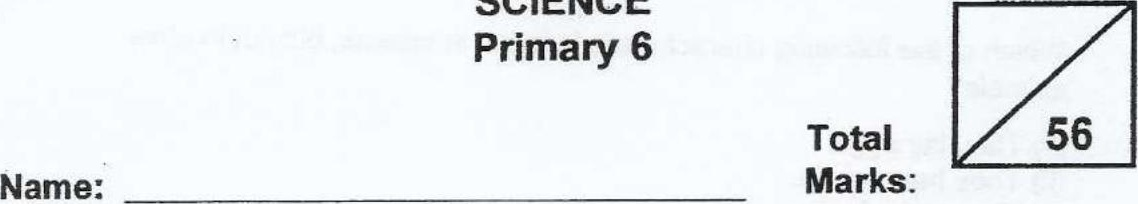 SCIENCE
Primary 6
Total
Marks:
56
Name: